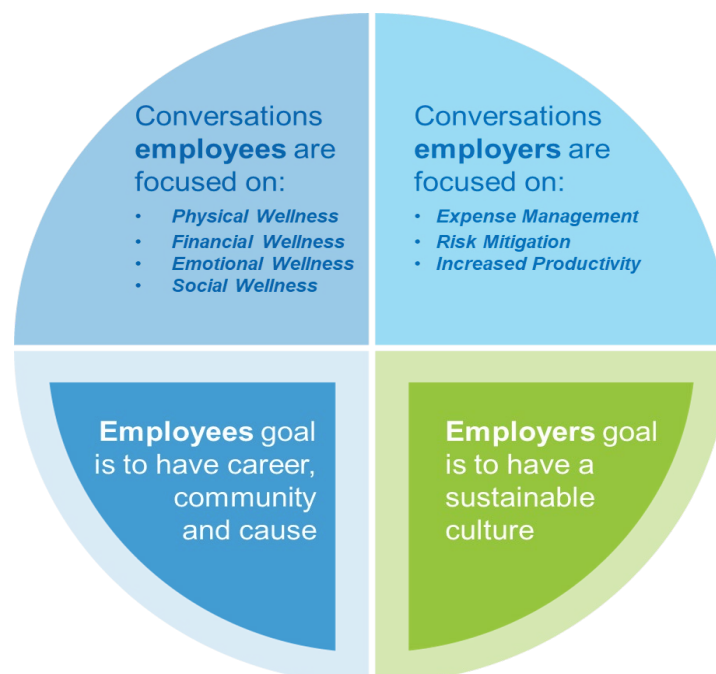 Conversations
employees are
focused on:
• Physical Wellness
• Financial Wellness
• Emotional Wellness
• Social Wellness
Conversations
employers are
focused on:
• Expense Management
• Risk Mitigation
• Increased Productivity
Employees goal
is to have career,
community
and cause
Employers goal
is to have a
sustainable
culture